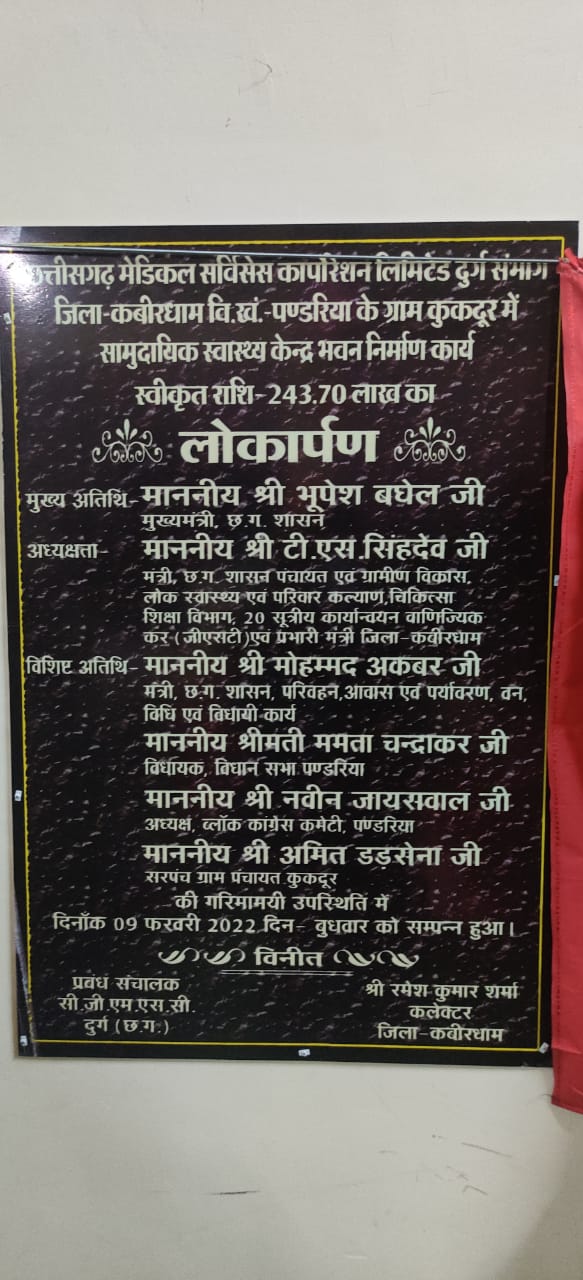 छत्तीसगढ़ मेडिकल सर्विसेस कार्पोरेशन लिमिटेड दुर्ग संभाग
जिला-कबीरधाम वि.खं.-पण्डरिया के ग्राम कुकदूर में
सामुदायिक स्वास्थ्य केन्द्र भवन निर्माण कार्य
स्वीकृत राशि-243.70 लाख का
लोकार्पण
मुख्य अतिथि-माननीय श्री भूपेश बघेल जी
मुख्यमंत्री, छ.ग. शासन
अध्यक्षता- माननीय श्री टी.एस.सिंहदेव जी
मंत्री, छ.ग. शासन पंचायत एवं ग्रामीण विकास,
लोक स्वास्थ्य एवं परिवार कल्याण,चिकित्सा
शिक्षा विभाग, 20 सूत्रीय कार्यान्वयन वाणिज्यिक
कर (जीएसटी)एवं प्रभारी मंत्री जिला-कबीरधाम
विशिष्ट अतिथि-माननीय श्री मोहम्मद अकबर जी
मंत्री, छ.ग. शासन, परिवहन,आवास एवं पर्यावरण, वन,
विधि एवं विधायी कार्य
माननीय श्रीमती ममता चन्द्राकर जी
विधायक, विधान सभा पण्डरिया
माननीय श्री नवीन जायसवाल जी
अध्यक्ष, ब्लॉक कांग्रेस कमेटी, पण्डरिया
माननीय श्री अमित डड़सेना जी
सरपंच ग्राम पंचायत कुकदूर
की गरिमामयी उपस्थिति में
दिनाँक 09 फरवरी 2022 दिन- बुधवार को सम्पन्न हुआ।
विनीत
प्रबंध संचालक
सी.जी.एम.एस.सी.
दुर्ग (छ.ग.)
श्री रमेश कुमार शर्मा
कलेक्टर
जिला-कबीरधाम